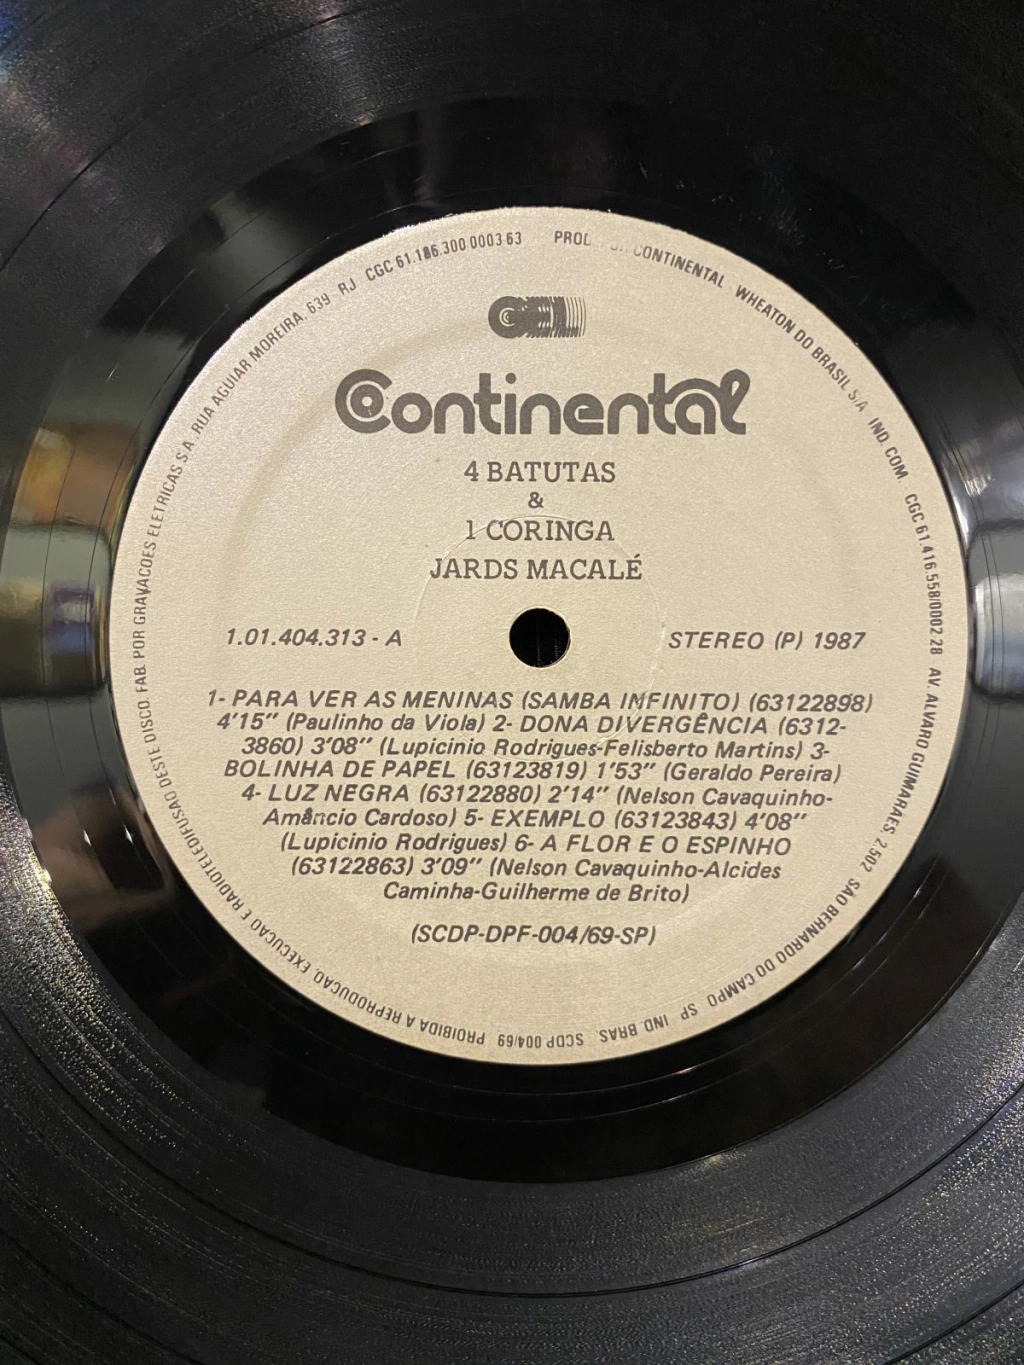 GEL
Continental
4 BATUTAS
&
1 CORINGA
JARDS MACALÉ
1.01.404.313 - A
STEREO (P) 1987
1- PARA VER AS MENINAS (SAMBA INFINITO) (63122898)
4'15" (Paulinho da Viola) 2- DONA DIVERGÊNCIA (6312-
3860) 3'08" (Lupicinio Rodrigues-Felisberto Martins) 3-
BOLINHA DE PAPEL (63123819) 1'53" (Geraldo Pereira)
4- LUZ NEGRA (63122880) 2'14" (Nelson Cavaquinho-
Amâncio Cardoso) 5- EXEMPLO (63123843) 4'08"
(Lupicinio Rodrigues) 6- A FLOR E O ESPINHO
(63122863) 3'09" (Nelson Cavaquinho-Alcides
Caminha-Guilherme de Brito)
(SCDP-DPF-004/69-SP)
PROIBIDA A REPRODUCAO, EXECUCAO E RADIOTELEDIFUSAO DESTE DISCO. FAB. POR GRAVACOES ELETRICAS S.A. RUA AGUIAR MOREIRA, 639 - RJ CGC 61.186.300 0003 63
CONTINENTAL WHEATON DO BRASIL S/A IND. COM. CGC 61.416.558/0002 28 AV. ALVARO GUIMARAES, 2.502 SAO BERNARDO DO CAMPO SP IND. BRAS. SCDP 004/69